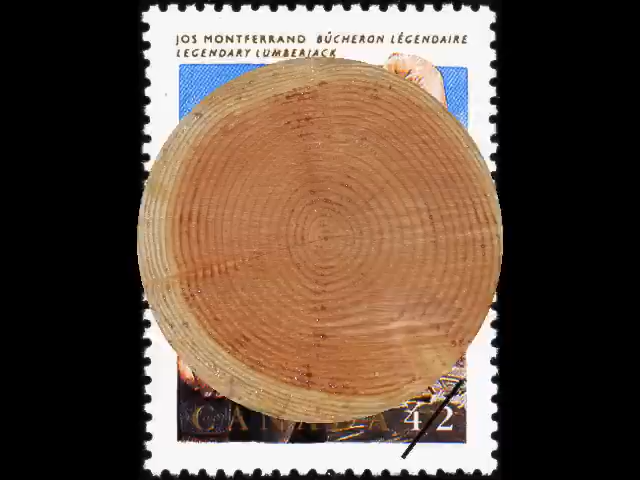 JOS MONTFERRAND BÛCHERON LÉGENDAIRE
LEGENDARY LUMBERJACK
CANADA 42